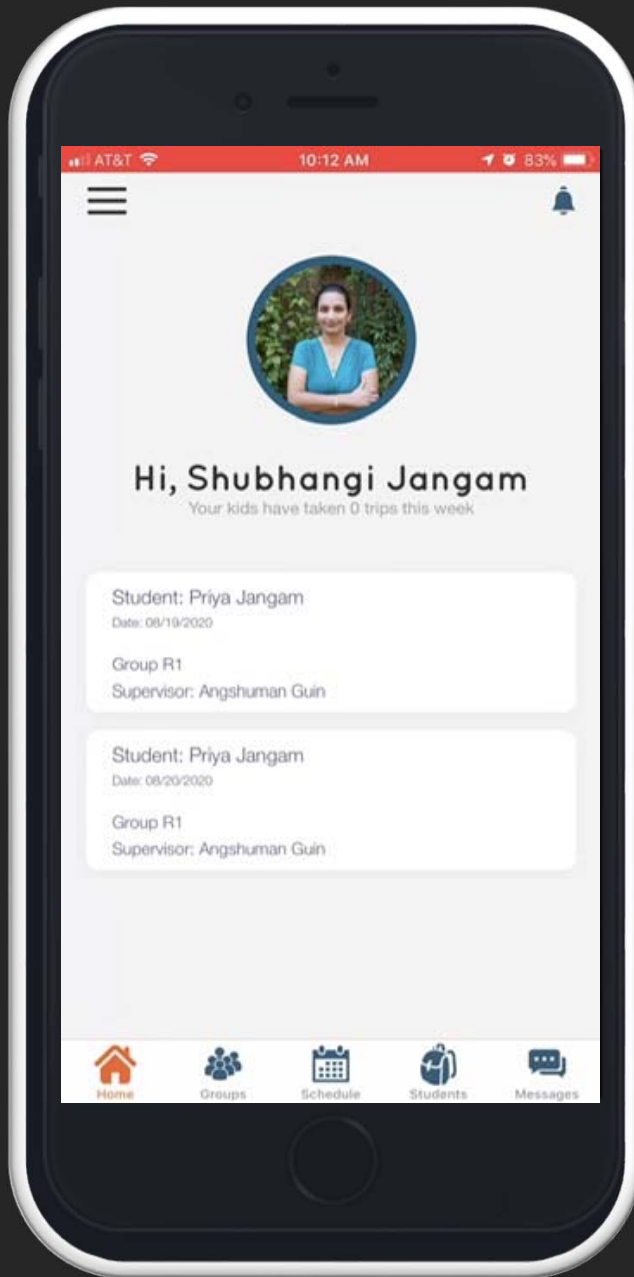 AT&T 10:12 AM 83%
Hi, Shubhangi Jangam
Your kids have taken 0 trips this week
Student: Priya Jangam
Date: 08/19/2020
Group R1
Supervisor: Angshuman Guin
Student: Priya Jangam
Date: 08/20/2020
Group R1
Supervisor: Angshuman Guin
Home Groups Schedule Students Messages